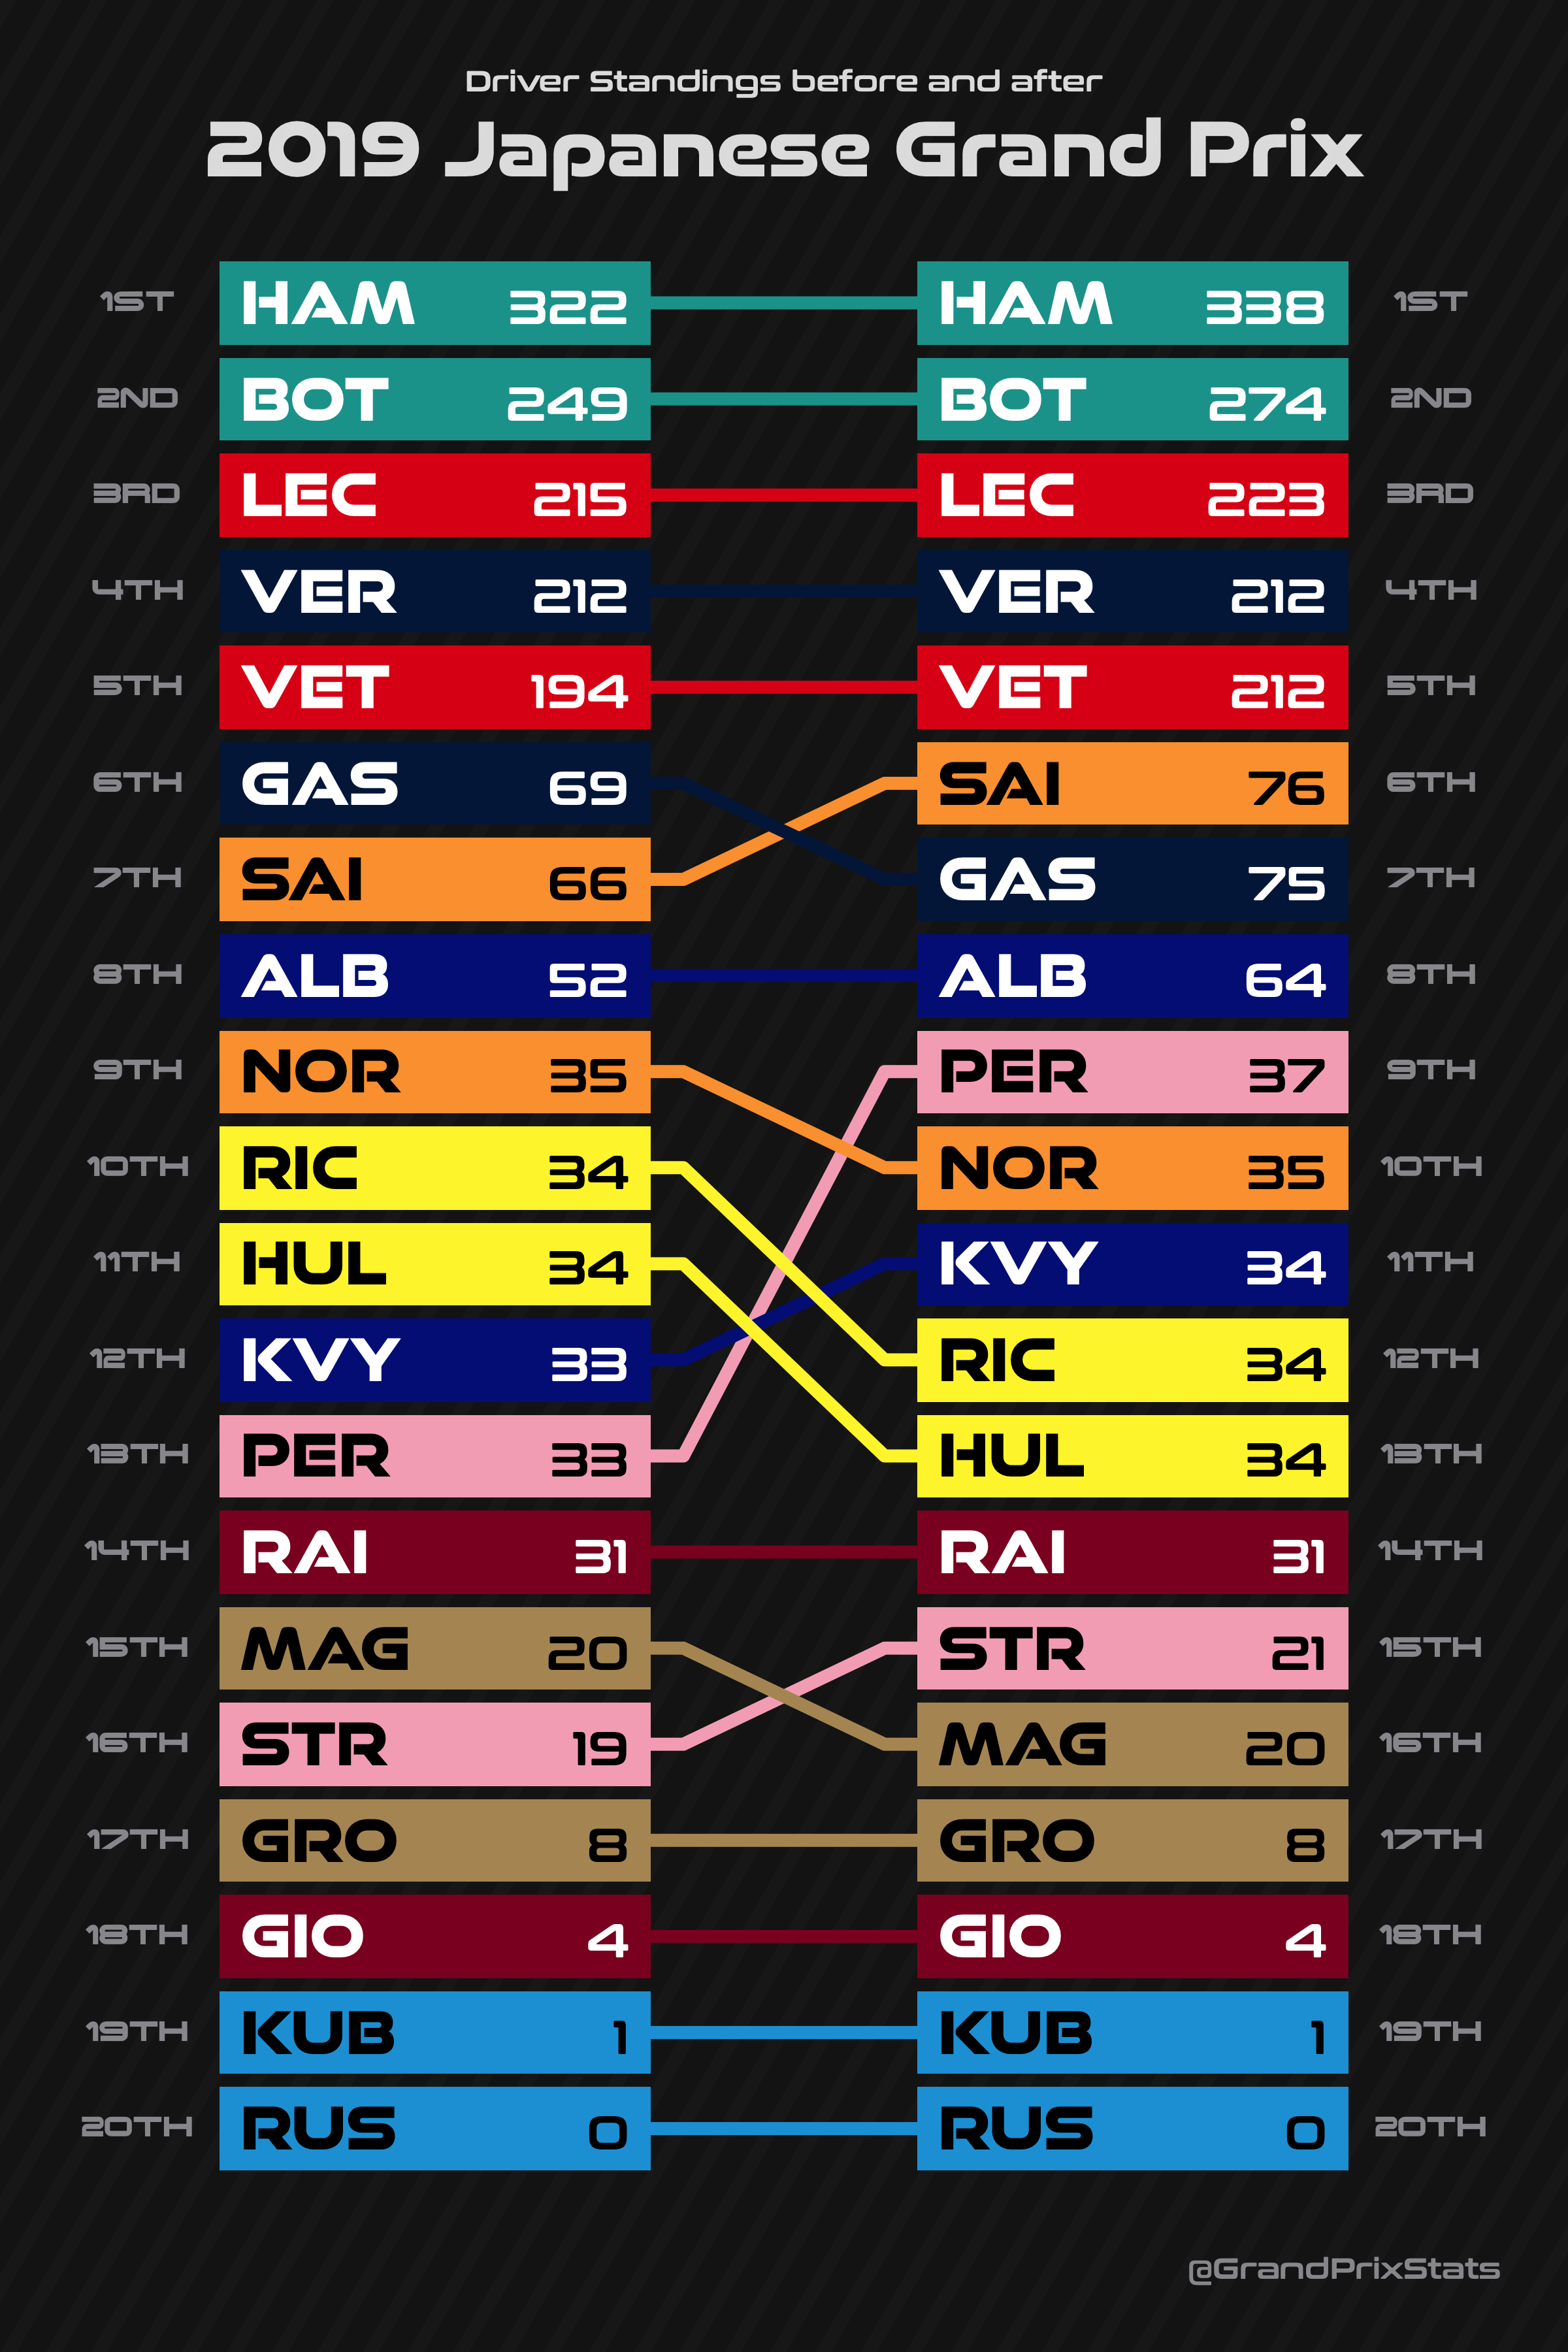 Driver Standings before and after
2019 Japanese Grand Prix
1ST HAM 322 HAM 338 1ST
2ND BOT 249 BOT 274 2ND
3RD LEC 215 LEC 223 3RD
4TH VER 212 VER 212 4TH
5TH VET 194 VET 212 5TH
6TH GAS 69 SAI 76 6TH
7TH SAI 66 GAS 75 7TH
8TH ALB 52 ALB 64 8TH
9TH NOR 35 PER 37 9TH
10TH RIC 34 NOR 35 10TH
11TH HUL 34 KVY 34 11TH
12TH KVY 33 RIC 34 12TH
13TH PER 33 HUL 34 13TH
14TH RAI 31 RAI 31 14TH
15TH MAG 20 STR 21 15TH
16TH STR 19 MAG 20 16TH
17TH GRO 8 GRO 8 17TH
18TH GIO 4 GIO 4 18TH
19TH KUB 1 KUB 1 19TH
20TH RUS 0 RUS 0 20TH
@GrandPrixStats